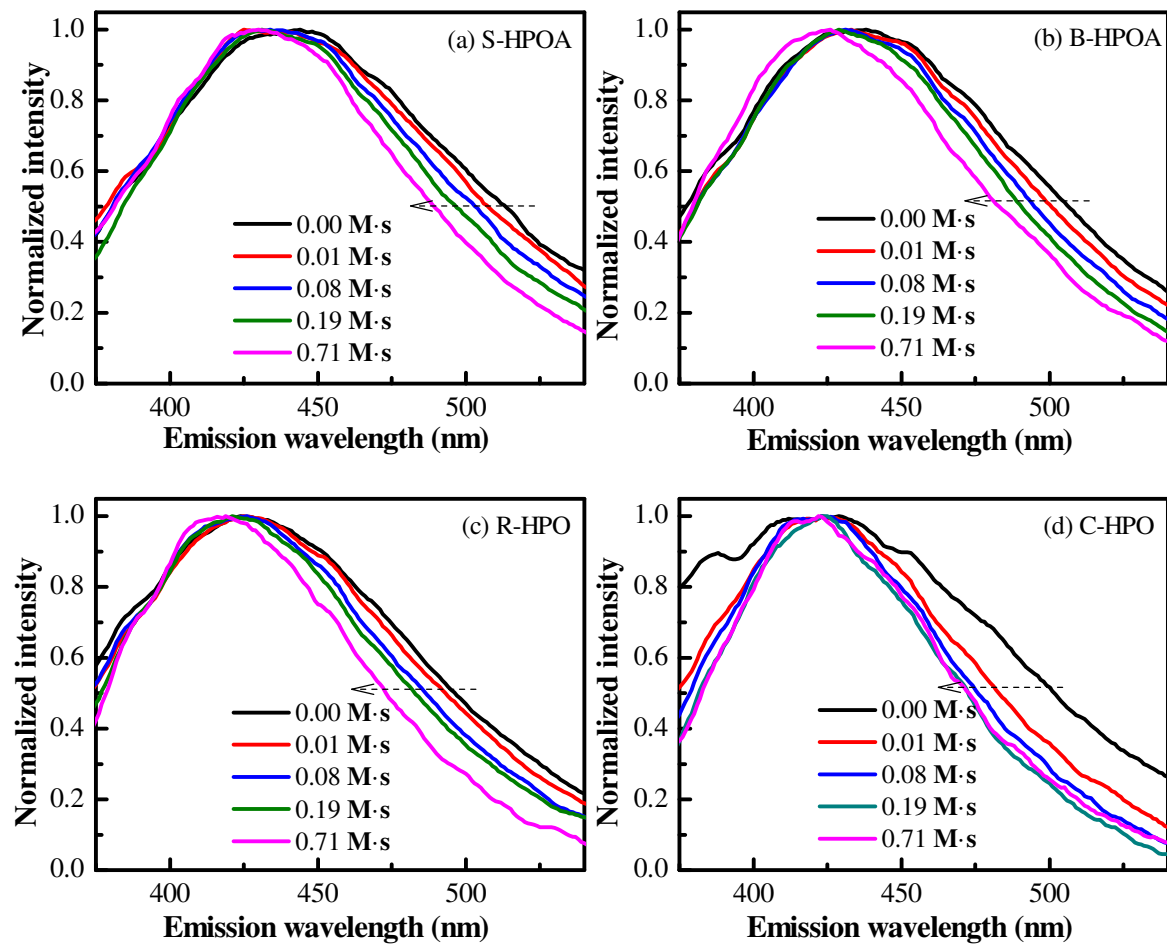 (a) S-HPOA
Normalized intensity
1.0
0.8
0.6
0.4
0.2
0.0
0.00 M·s
0.01 M·s
0.08 M·s
0.19 M·s
0.71 M·s
400
450
500
Emission wavelength (nm)
(b) B-HPOA
Normalized intensity
1.0
0.8
0.6
0.4
0.2
0.0
0.00 M·s
0.01 M·s
0.08 M·s
0.19 M·s
0.71 M·s
400
450
500
Emission wavelength (nm)
(c) R-HPO
Normalized intensity
1.0
0.8
0.6
0.4
0.2
0.0
0.00 M·s
0.01 M·s
0.08 M·s
0.19 M·s
0.71 M·s
400
450
500
Emission wavelength (nm)
(d) C-HPO
Normalized intensity
1.0
0.8
0.6
0.4
0.2
0.0
0.00 M·s
0.01 M·s
0.08 M·s
0.19 M·s
0.71 M·s
400
450
500
Emission wavelength (nm)